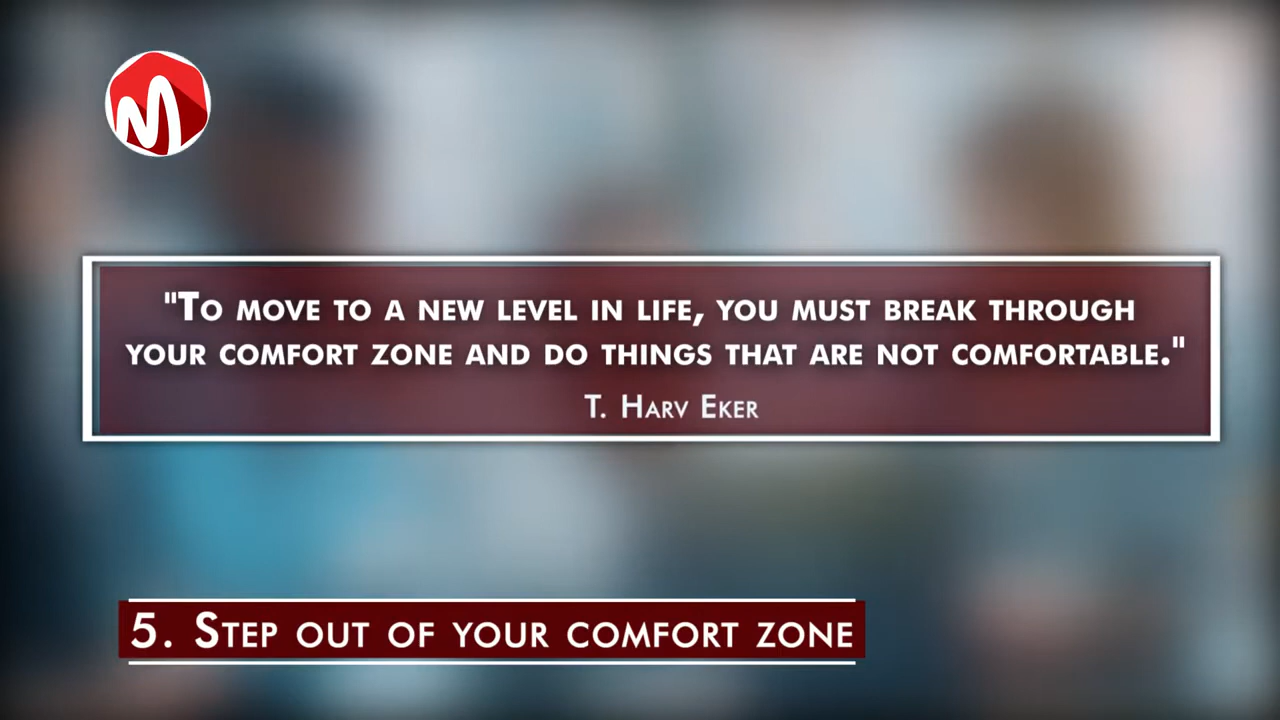 "To move to a new level in life, you must break through
your comfort zone and do things that are not comfortable."
T. Harv Eker
5. Step out of your comfort zone